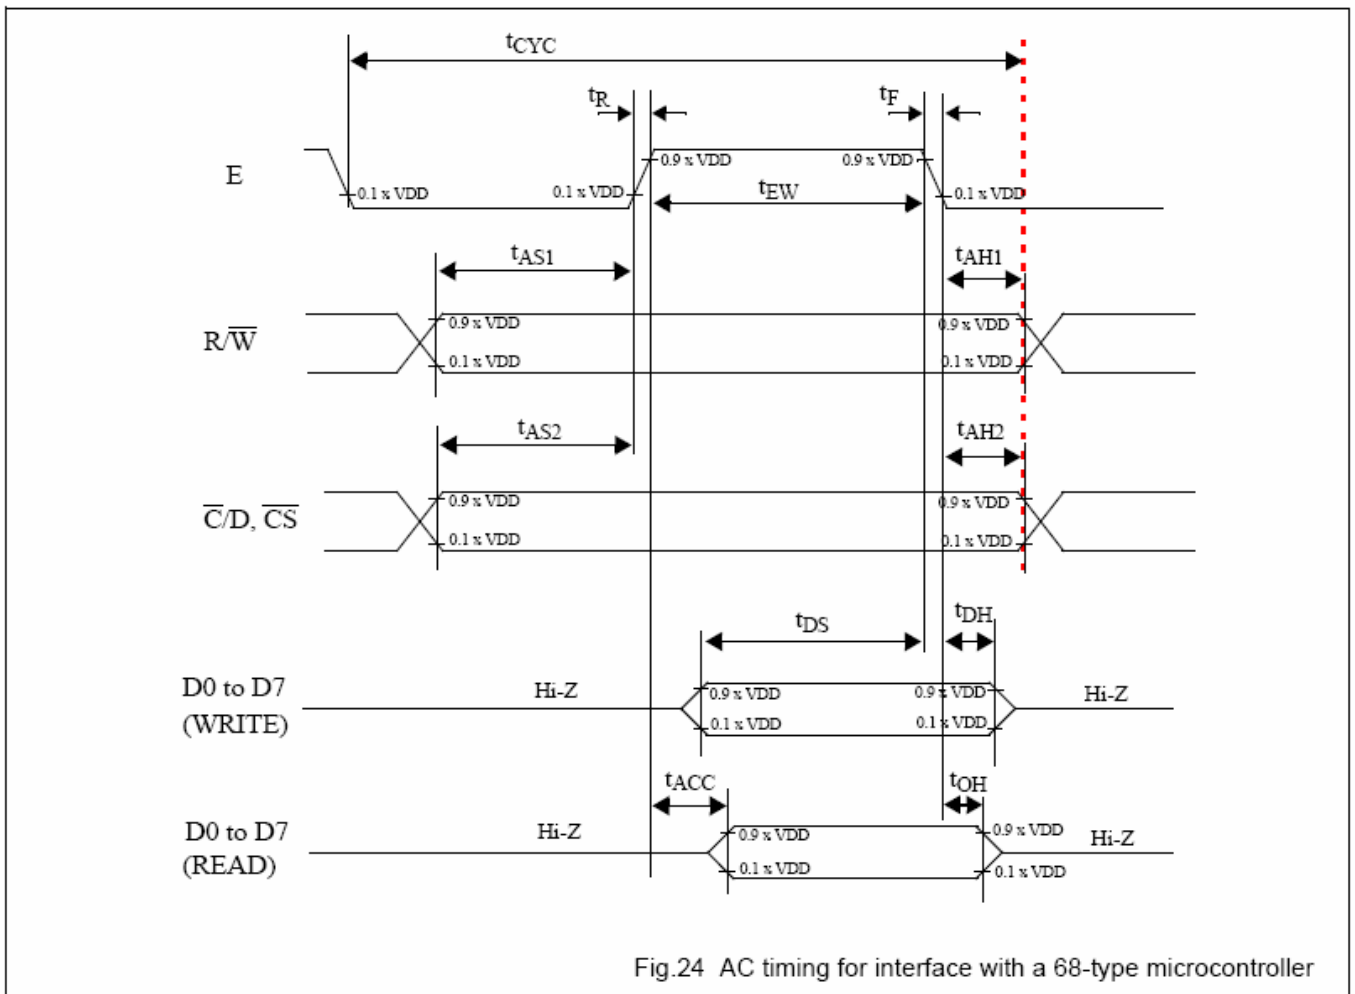 tCYC
tR
tF
E
0.9 x VDD
0.9 x VDD
0.1 x VDD
0.1 x VDD
tEW
0.1 x VDD
tAS1
tAH1
R/W̅
0.9 x VDD
0.9 x VDD
0.1 x VDD
0.1 x VDD
tAS2
tAH2
C̅/D, C̅S̅
0.9 x VDD
0.9 x VDD
0.1 x VDD
0.1 x VDD
tDS
tDH
D0 to D7
(WRITE)
Hi-Z
0.9 x VDD
0.9 x VDD
Hi-Z
0.1 x VDD
0.1 x VDD
tACC
tOH
D0 to D7
(READ)
Hi-Z
0.9 x VDD
0.9 x VDD
Hi-Z
0.1 x VDD
0.1 x VDD
Fig.24 AC timing for interface with a 68-type microcontroller